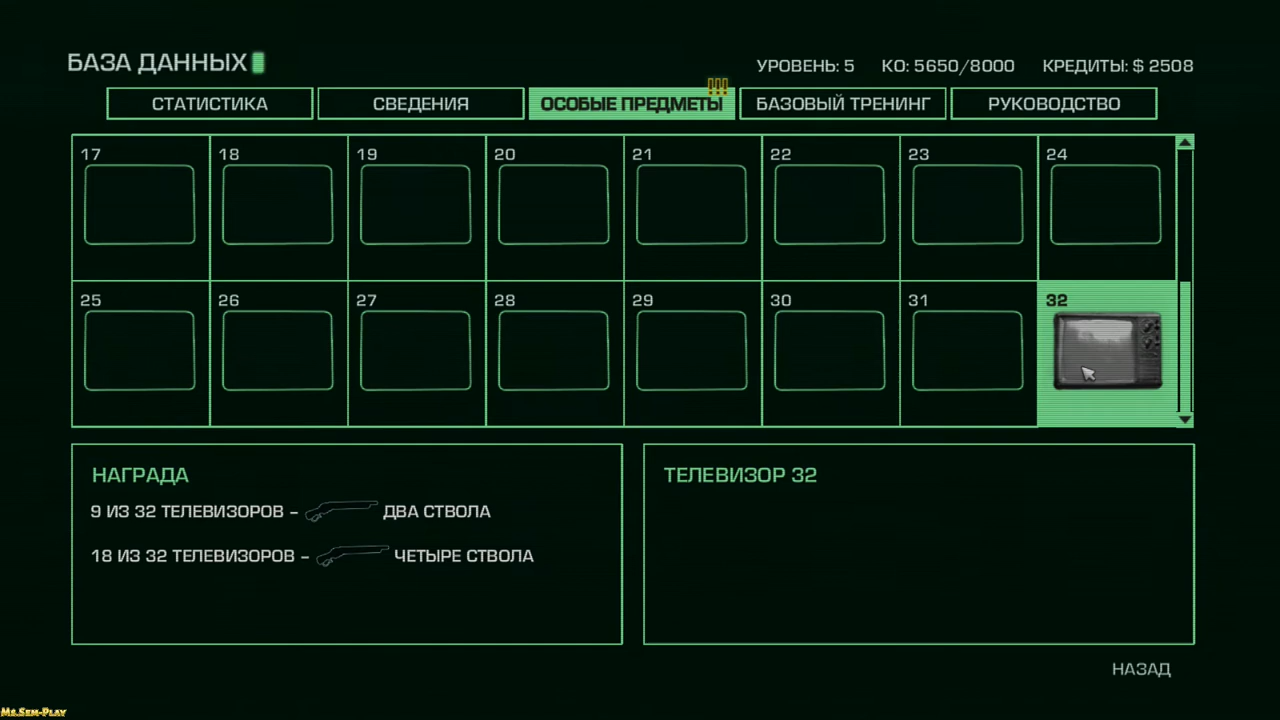 БАЗА ДАННЫХ
УРОВЕНЬ: 5 КО: 5650/8000 КРЕДИТЫ: $ 2508
!!!
СТАТИСТИКА СВЕДЕНИЯ ОСОБЫЕ ПРЕДМЕТЫ БАЗОВЫЙ ТРЕНИНГ РУКОВОДСТВО
17 18 19 20 21 22 23 24
25 26 27 28 29 30 31 32
НАГРАДА
9 ИЗ 32 ТЕЛЕВИЗОРОВ – ДВА СТВОЛА
18 ИЗ 32 ТЕЛЕВИЗОРОВ – ЧЕТЫРЕ СТВОЛА
ТЕЛЕВИЗОР 32
НАЗАД
Ms.Sem-Play